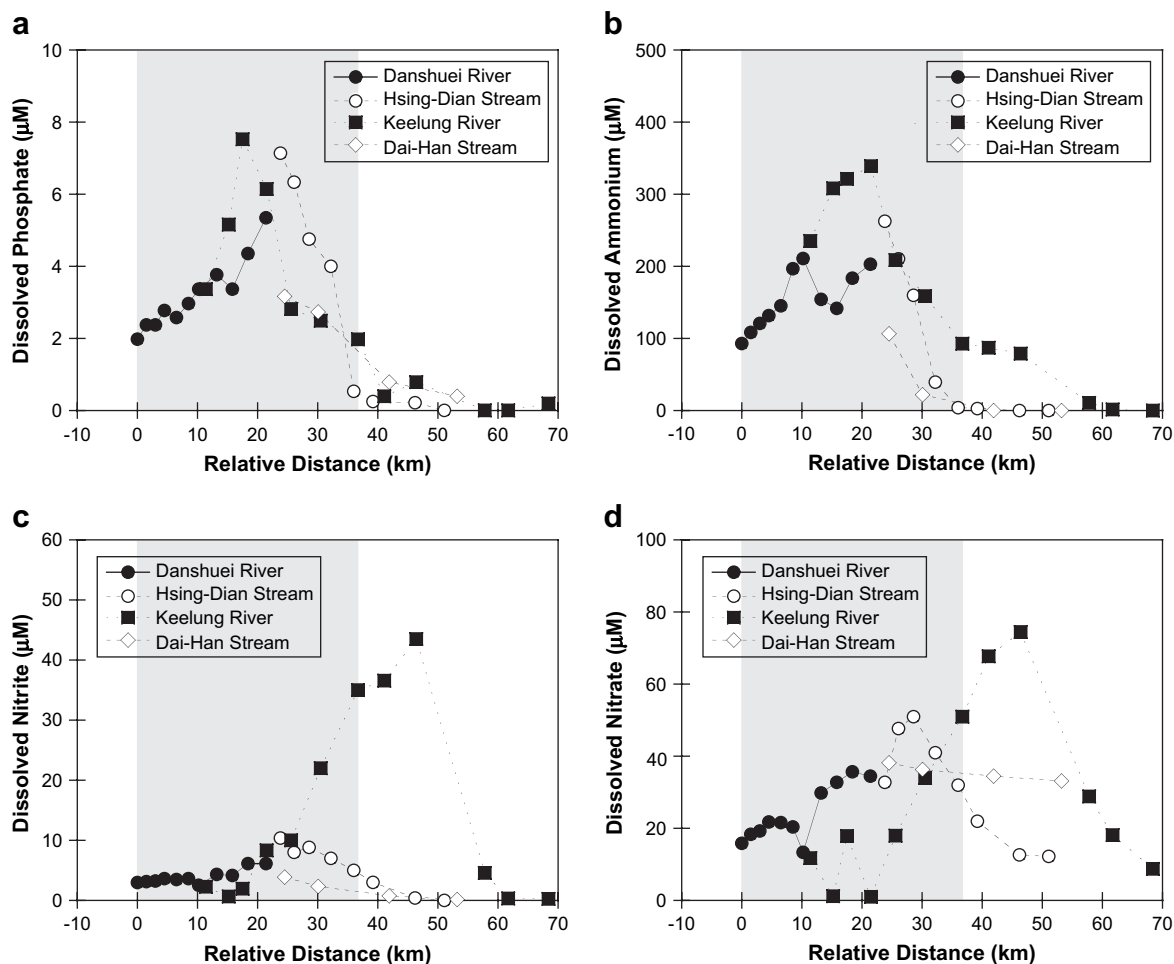 a
10
8
6
4
2
0
-10 0 10 20 30 40 50 60 70
Dissolved Phosphate (μM)
Relative Distance (km)
Danshuei River
Hsing-Dian Stream
Keelung River
Dai-Han Stream
b
500
400
300
200
100
0
-10 0 10 20 30 40 50 60 70
Dissolved Ammonium (μM)
Relative Distance (km)
Danshuei River
Hsing-Dian Stream
Keelung River
Dai-Han Stream
c
60
50
40
30
20
10
0
-10 0 10 20 30 40 50 60 70
Dissolved Nitrite (μM)
Relative Distance (km)
Danshuei River
Hsing-Dian Stream
Keelung River
Dai-Han Stream
d
100
80
60
40
20
0
-10 0 10 20 30 40 50 60 70
Dissolved Nitrate (μM)
Relative Distance (km)
Danshuei River
Hsing-Dian Stream
Keelung River
Dai-Han Stream